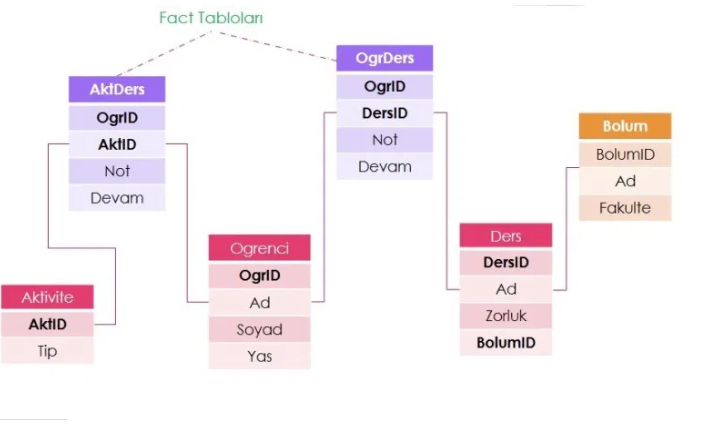 Fact Tabloları
AktDers
OgrID
AktID
Not
Devam
OgrDers
OgrID
DersID
Not
Devam
Bolum
BolumID
Ad
Fakulte
Aktivite
AktID
Tip
Ogrenci
OgrID
Ad
Soyad
Yas
Ders
DersID
Ad
Zorluk
BolumID